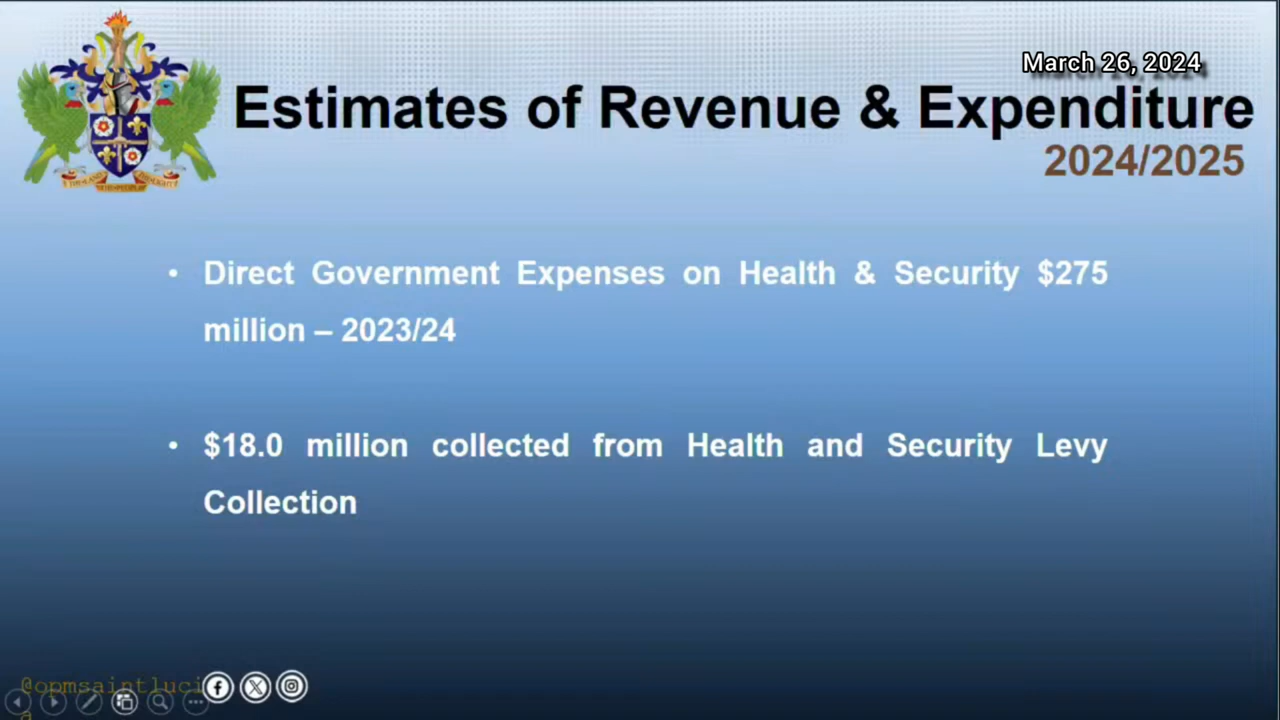 March 26, 2024
Estimates of Revenue & Expenditure
2024/2025
• Direct Government Expenses on Health & Security $275
million – 2023/24
• $18.0 million collected from Health and Security Levy
Collection
@opmsaintluci
a